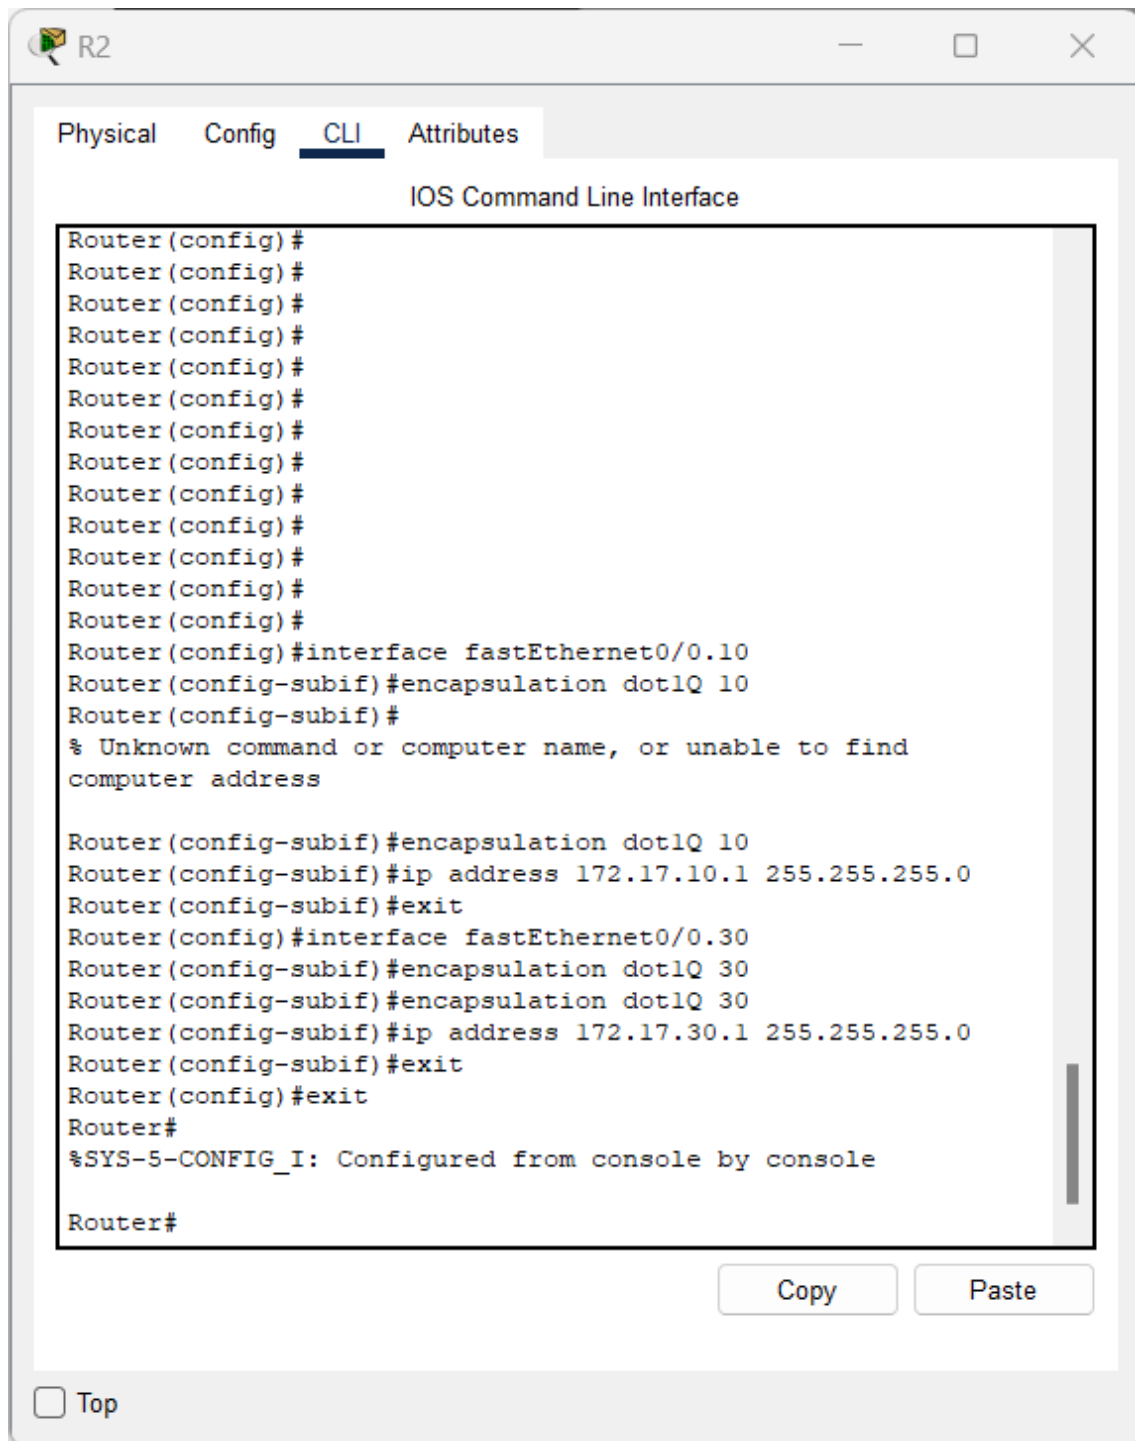 R2
Physical Config CLI Attributes
IOS Command Line Interface
Router(config)#
Router(config)#
Router(config)#
Router(config)#
Router(config)#
Router(config)#
Router(config)#
Router(config)#
Router(config)#
Router(config)#
Router(config)#
Router(config)#
Router(config)#
Router(config)#interface fastEthernet0/0.10
Router(config-subif)#encapsulation dot1Q 10
Router(config-subif)#
% Unknown command or computer name, or unable to find
computer address
Router(config-subif)#encapsulation dot1Q 10
Router(config-subif)#ip address 172.17.10.1 255.255.255.0
Router(config-subif)#exit
Router(config)#interface fastEthernet0/0.30
Router(config-subif)#encapsulation dot1Q 30
Router(config-subif)#encapsulation dot1Q 30
Router(config-subif)#ip address 172.17.30.1 255.255.255.0
Router(config-subif)#exit
Router(config)#exit
Router#
%SYS-5-CONFIG_I: Configured from console by console
Router#
Copy Paste
Top